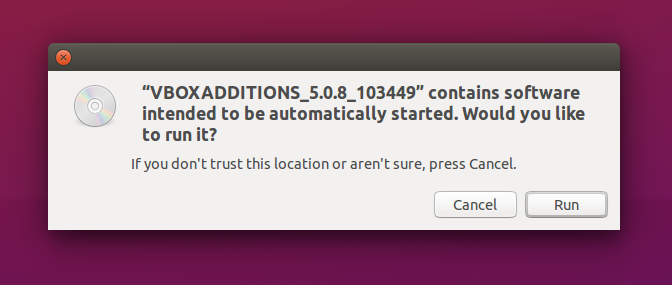 “VBOXADDITIONS_5.0.8_103449” contains software
intended to be automatically started. Would you like
to run it?
If you don't trust this location or aren't sure, press Cancel.
Cancel
Run